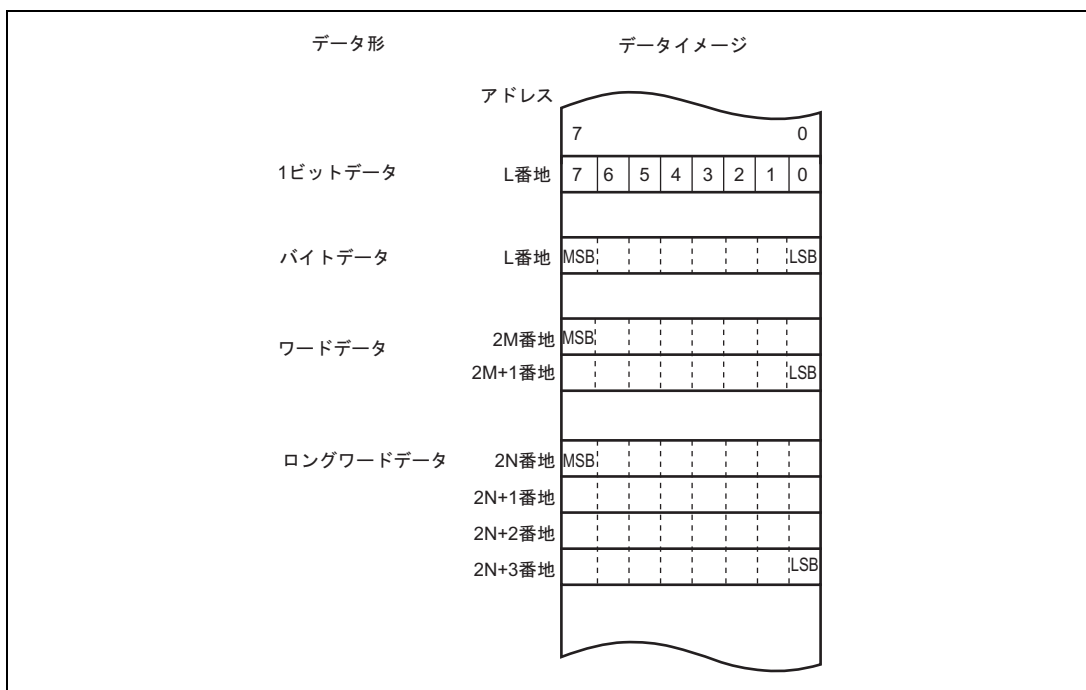 データ形 データイメージ
アドレス
7 0
1ビットデータ L番地 7 6 5 4 3 2 1 0
バイトデータ L番地 MSB LSB
ワードデータ 2M番地 MSB
2M+1番地 LSB
ロングワードデータ 2N番地 MSB
2N+1番地
2N+2番地
2N+3番地 LSB